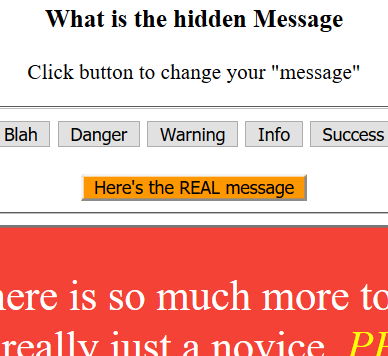 What is the hidden Message
Click button to change your "message"
Blah Danger Warning Info Success
Here's the REAL message
here is so much more to
really just a novice.